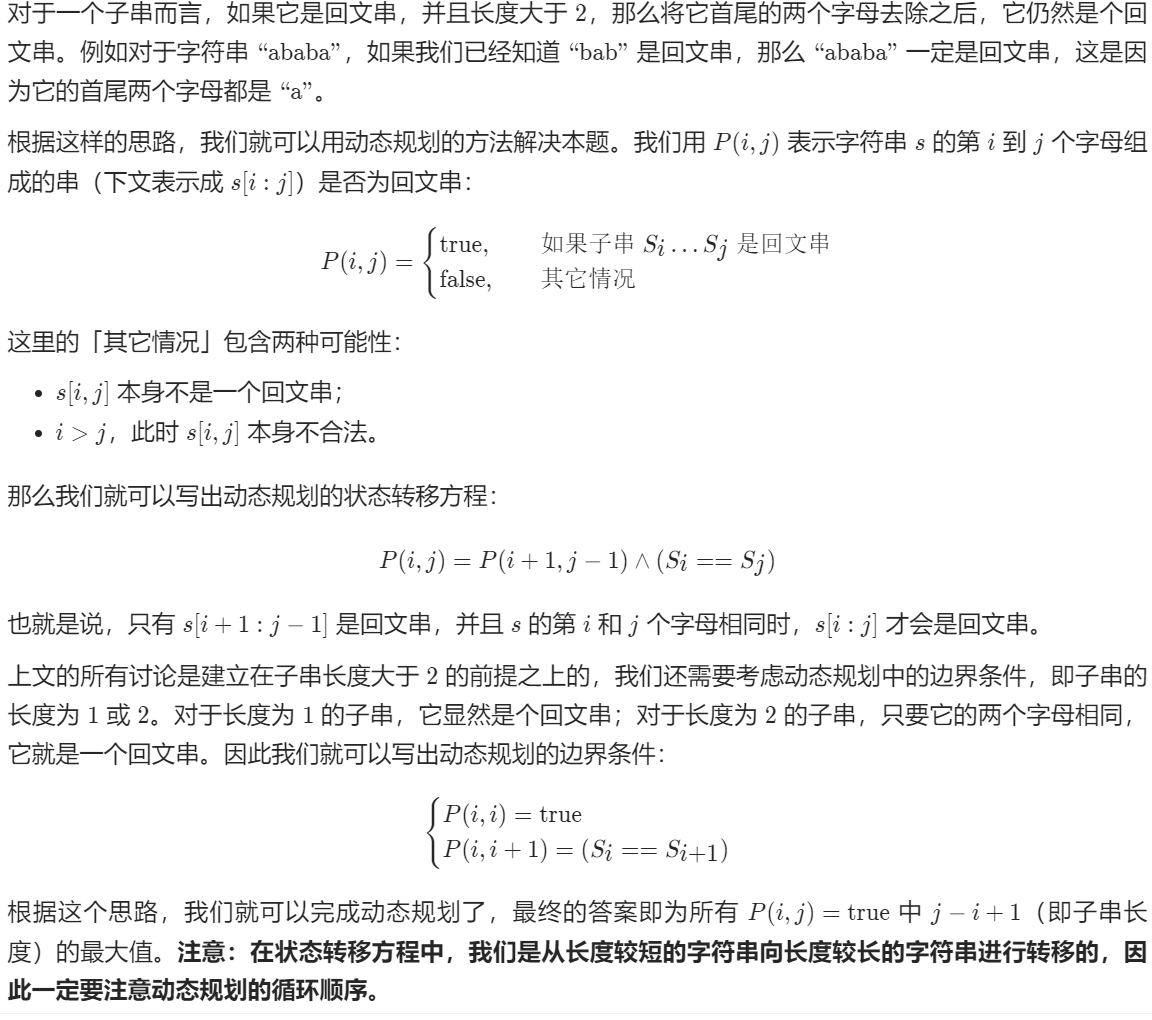 对于一个子串而言，如果它是回文串，并且长度大于 2，那么将它首尾的两个字母去除之后，它仍然是个回
文串。例如对于字符串 “ababa”，如果我们已经知道 “bab” 是回文串，那么 “ababa” 一定是回文串，这是因
为它的首尾两个字母都是 “a”。
根据这样的思路，我们就可以用动态规划的方法解决本题。我们用 P(i, j) 表示字符串 s 的第 i 到 j 个字母组
成的串（下文表示成 s[i : j]）是否为回文串：
P(i, j) = { true, 如果子串 Si … Sj 是回文串
false, 其它情况
这里的「其它情况」包含两种可能性：
• s[i, j] 本身不是一个回文串；
• i > j，此时 s[i, j] 本身不合法。
那么我们就可以写出动态规划的状态转移方程：
P(i, j) = P(i + 1, j − 1) ∧ (Si == Sj)
也就是说，只有 s[i + 1 : j − 1] 是回文串，并且 s 的第 i 和 j 个字母相同时，s[i : j] 才会是回文串。
上文的所有讨论是建立在子串长度大于 2 的前提之上的，我们还需要考虑动态规划中的边界条件，即子串的
长度为 1 或 2。对于长度为 1 的子串，它显然是个回文串；对于长度为 2 的子串，只要它的两个字母相同，
它就是一个回文串。因此我们就可以写出动态规划的边界条件：
{ P(i, i) = true
P(i, i + 1) = (Si == Si+1)
根据这个思路，我们就可以完成动态规划了，最终的答案即为所有 P(i, j) = true 中 j − i + 1（即子串长
度）的最大值。注意：在状态转移方程中，我们是从长度较短的字符串向长度较长的字符串进行转移的，因
此一定要注意动态规划的循环顺序。